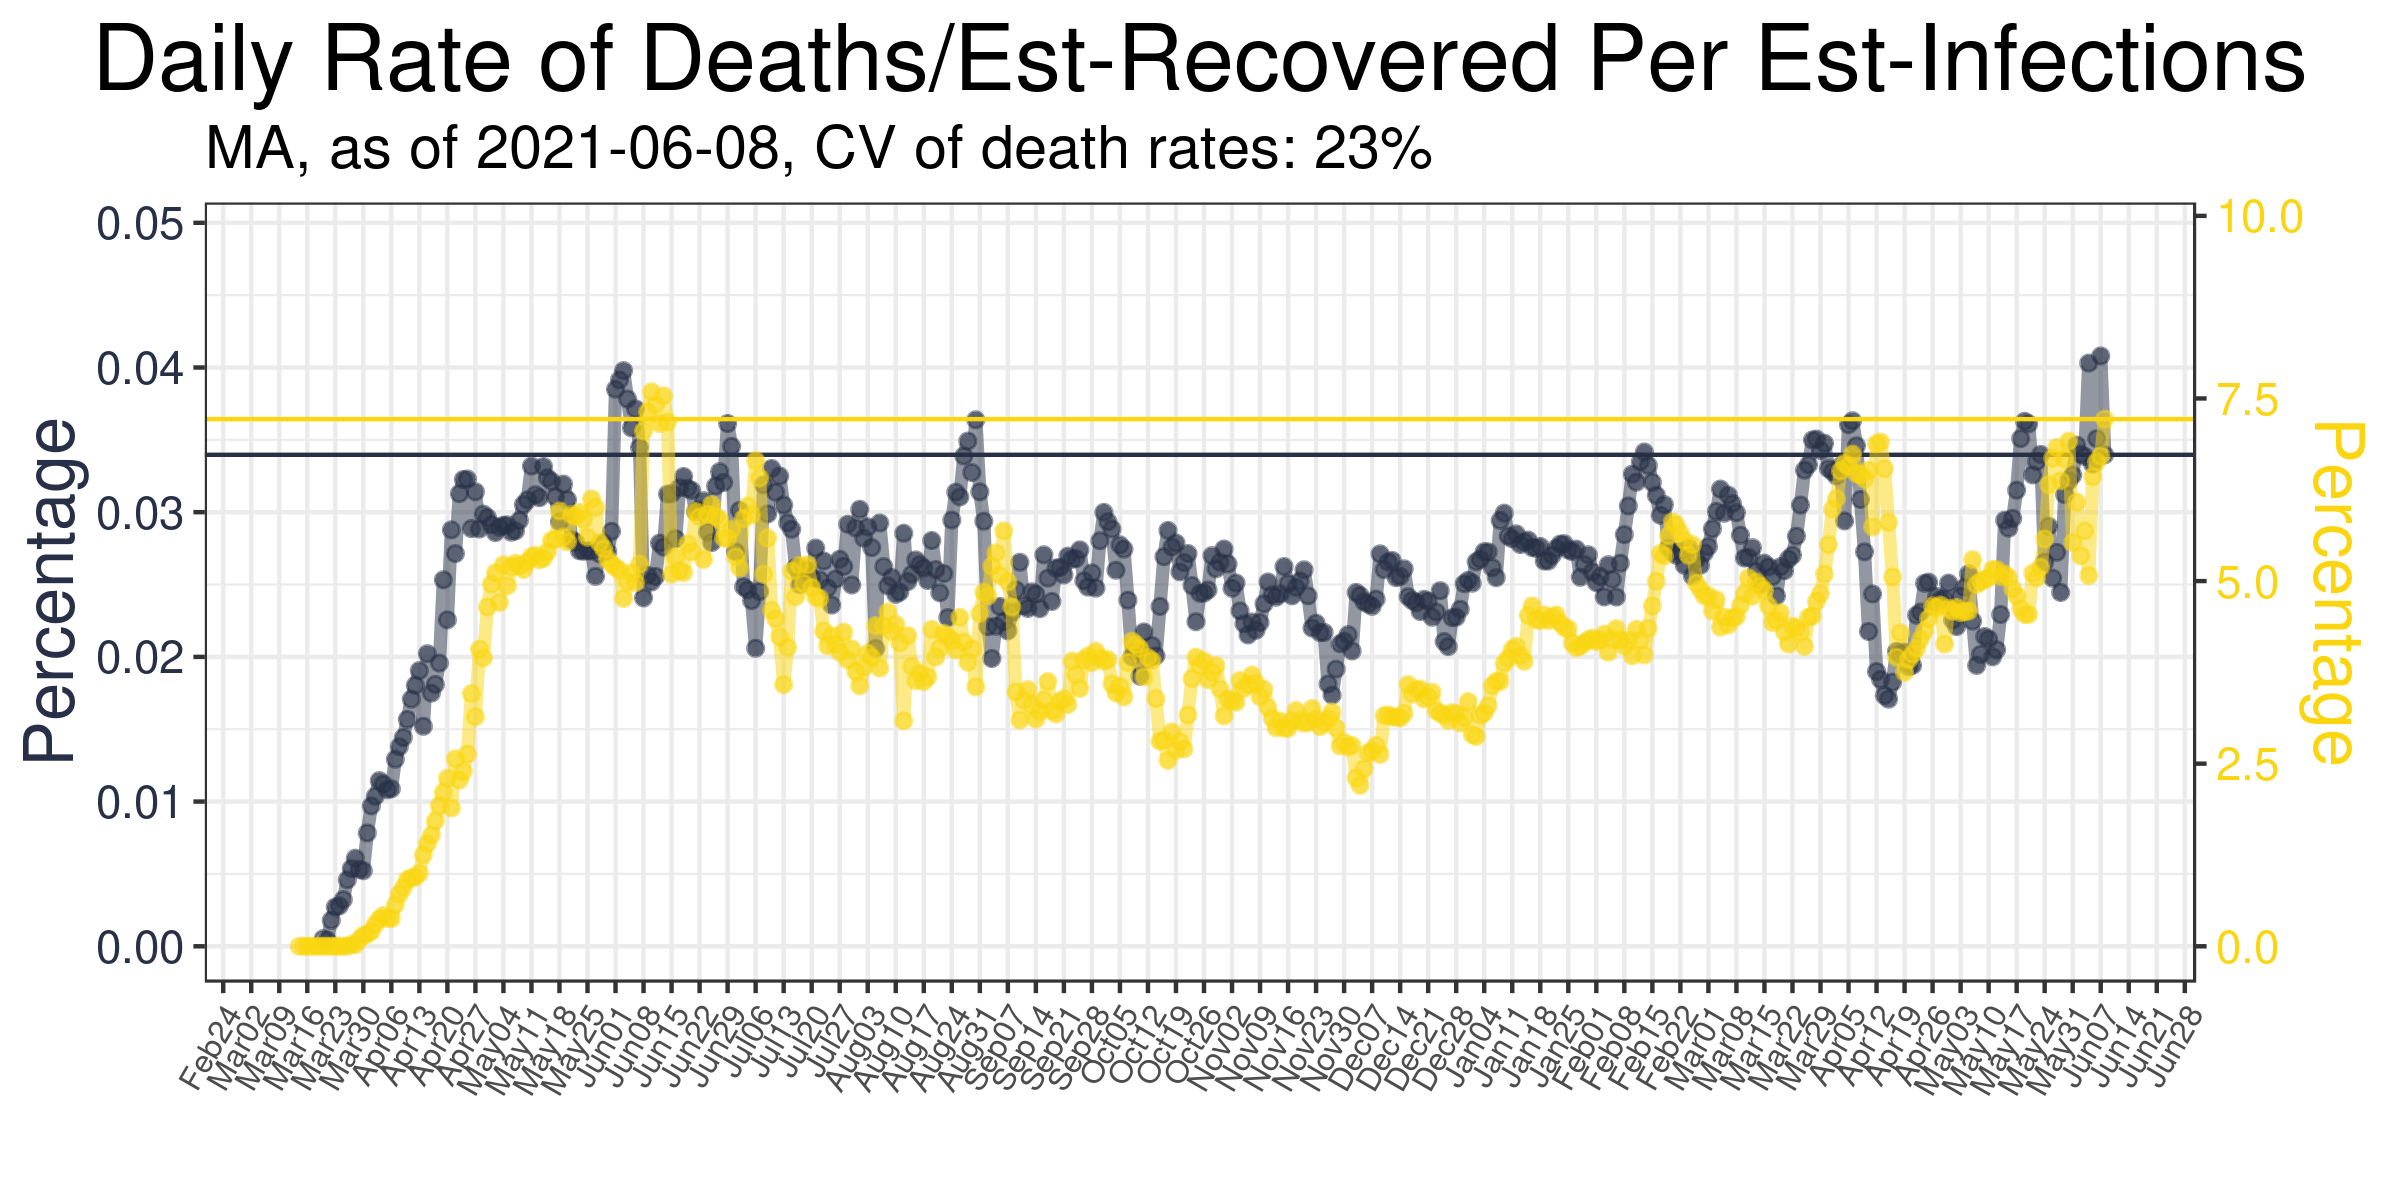 Daily Rate of Deaths/Est-Recovered Per Est-Infections
MA, as of 2021-06-08, CV of death rates: 23%
Percentage
0.05
0.04
0.03
0.02
0.01
0.00
10.0
7.5
5.0
2.5
0.0
Percentage
Feb24
Mar02
Mar09
Mar16
Mar23
Mar30
Apr06
Apr13
Apr20
Apr27
May04
May11
May18
May25
Jun01
Jun08
Jun15
Jun22
Jun29
Jul06
Jul13
Jul20
Jul27
Aug03
Aug10
Aug17
Aug24
Aug31
Sep07
Sep14
Sep21
Sep28
Oct05
Oct12
Oct19
Oct26
Nov02
Nov09
Nov16
Nov23
Nov30
Dec07
Dec14
Dec21
Dec28
Jan04
Jan11
Jan18
Jan25
Feb01
Feb08
Feb15
Feb22
Mar01
Mar08
Mar15
Mar22
Mar29
Apr05
Apr12
Apr19
Apr26
May03
May10
May17
May24
May31
Jun07
Jun14
Jun21
Jun28